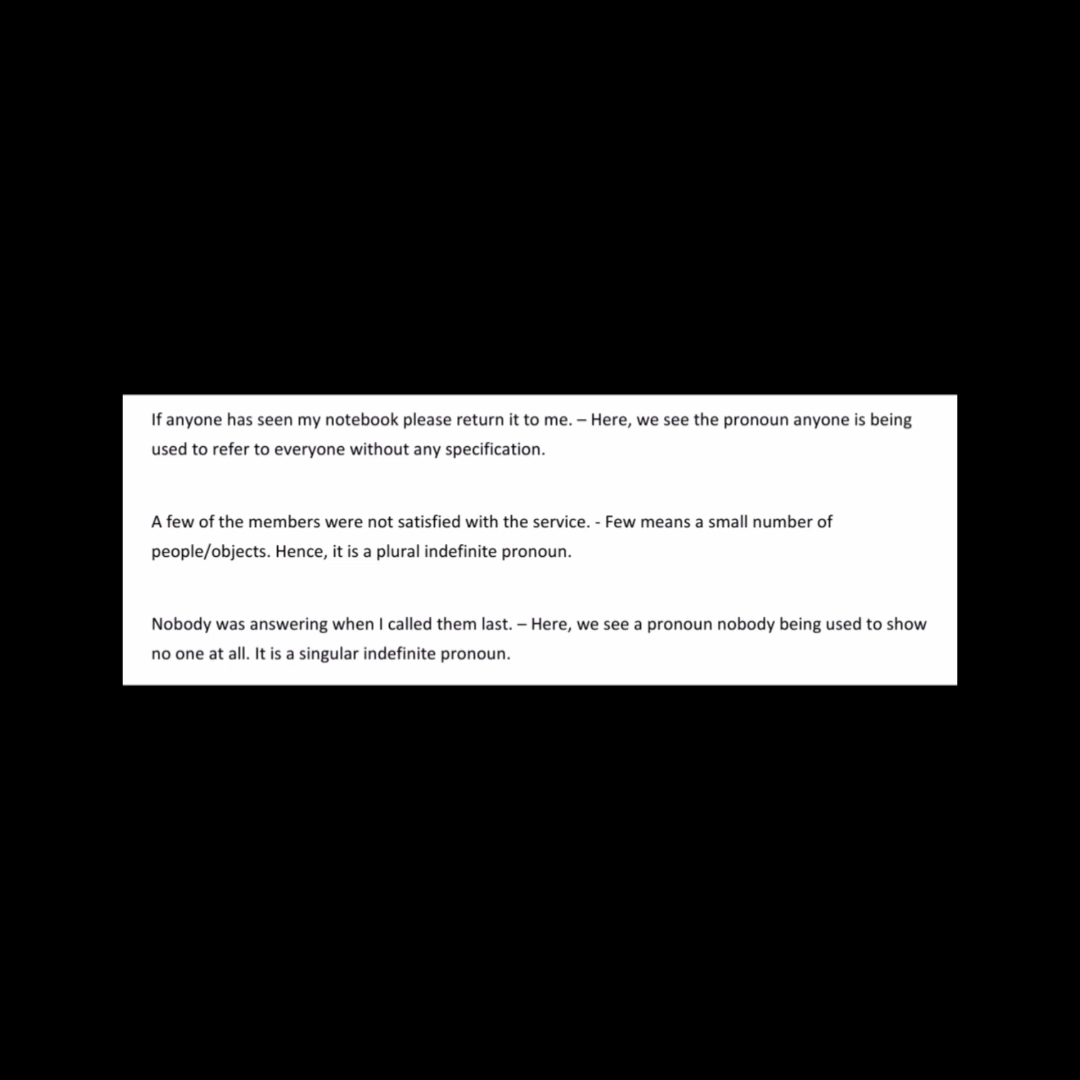 If anyone has seen my notebook please return it to me. – Here, we see the pronoun anyone is being
used to refer to everyone without any specification.
A few of the members were not satisfied with the service. - Few means a small number of
people/objects. Hence, it is a plural indefinite pronoun.
Nobody was answering when I called them last. – Here, we see a pronoun nobody being used to show
no one at all. It is a singular indefinite pronoun.